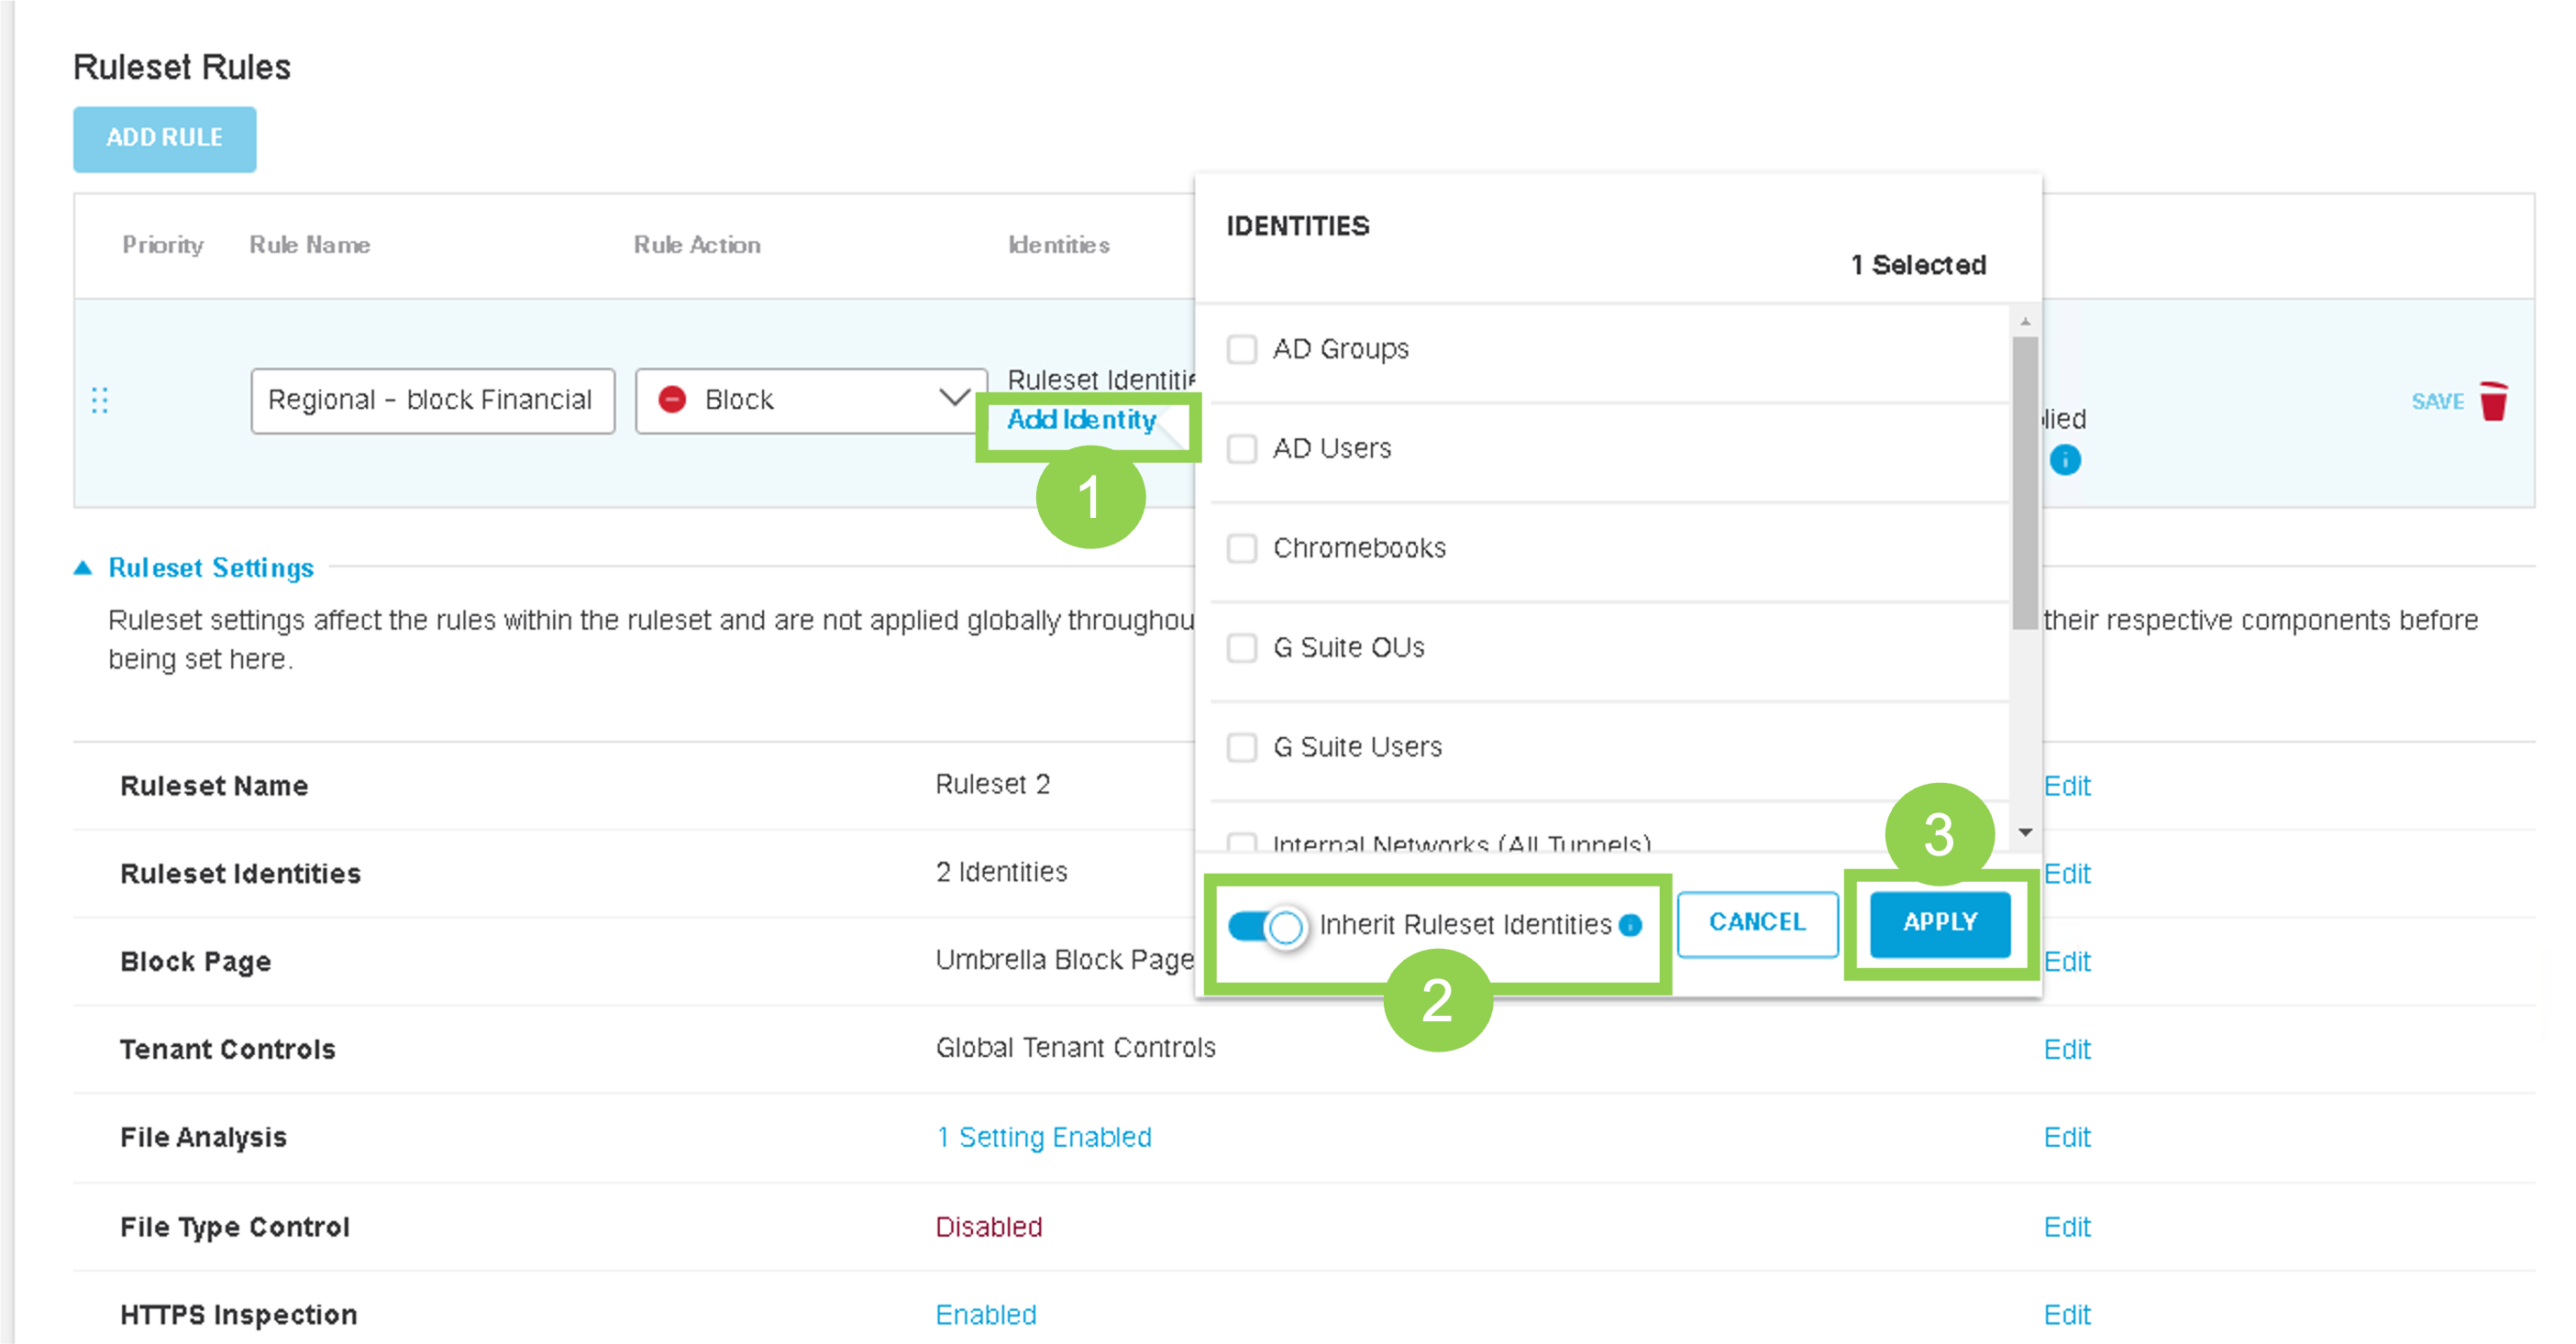 Ruleset Rules
ADD RULE
Priority Rule Name Rule Action Identities
IDENTITIES
1 Selected
AD Groups
AD Users
Chromebooks
G Suite OUs
G Suite Users
Internal Networks (All Tunnels)
Inherit Ruleset Identities
CANCEL
APPLY
Regional - block Financial
Block
Ruleset Identitie
Add Identity
lied
SAVE
1
2
3
Ruleset Settings
Ruleset settings affect the rules within the ruleset and are not applied globally throughou their respective components before
being set here.
Ruleset Name Ruleset 2 Edit
Ruleset Identities 2 Identities Edit
Block Page Umbrella Block Page Edit
Tenant Controls Global Tenant Controls Edit
File Analysis 1 Setting Enabled Edit
File Type Control Disabled Edit
HTTPS Inspection Enabled Edit